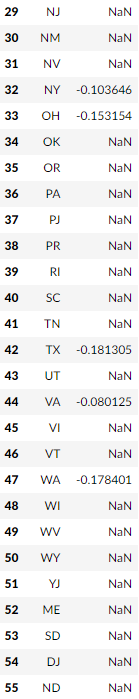 29 NJ NaN
30 NM NaN
31 NV NaN
32 NY -0.103646
33 OH -0.153154
34 OK NaN
35 OR NaN
36 PA NaN
37 PJ NaN
38 PR NaN
39 RI NaN
40 SC NaN
41 TN NaN
42 TX -0.181305
43 UT NaN
44 VA -0.080125
45 VI NaN
46 VT NaN
47 WA -0.178401
48 WI NaN
49 WV NaN
50 WY NaN
51 YJ NaN
52 ME NaN
53 SD NaN
54 DJ NaN
55 ND NaN